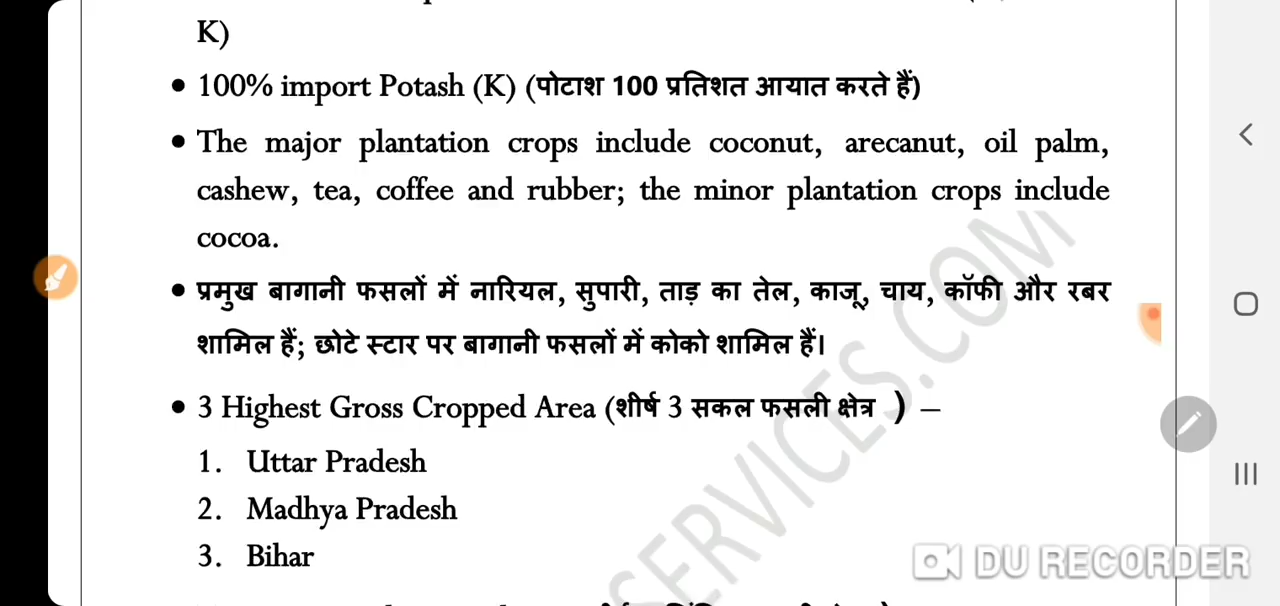 K)
• 100% import Potash (K) (पोटाश 100 प्रतिशत आयात करते हैं)
• The major plantation crops include coconut, arecanut, oil palm,
cashew, tea, coffee and rubber; the minor plantation crops include
cocoa.
• प्रमुख बागानी फसलों में नारियल, सुपारी, ताड़ का तेल, काजू, चाय, कॉफी और रबर
शामिल हैं; छोटे स्टार पर बागानी फसलों में कोको शामिल हैं।
• 3 Highest Gross Cropped Area (शीर्ष 3 सकल फसली क्षेत्र ) –
1. Uttar Pradesh
2. Madhya Pradesh
3. Bihar
SERVICES.COM
DU RECORDER